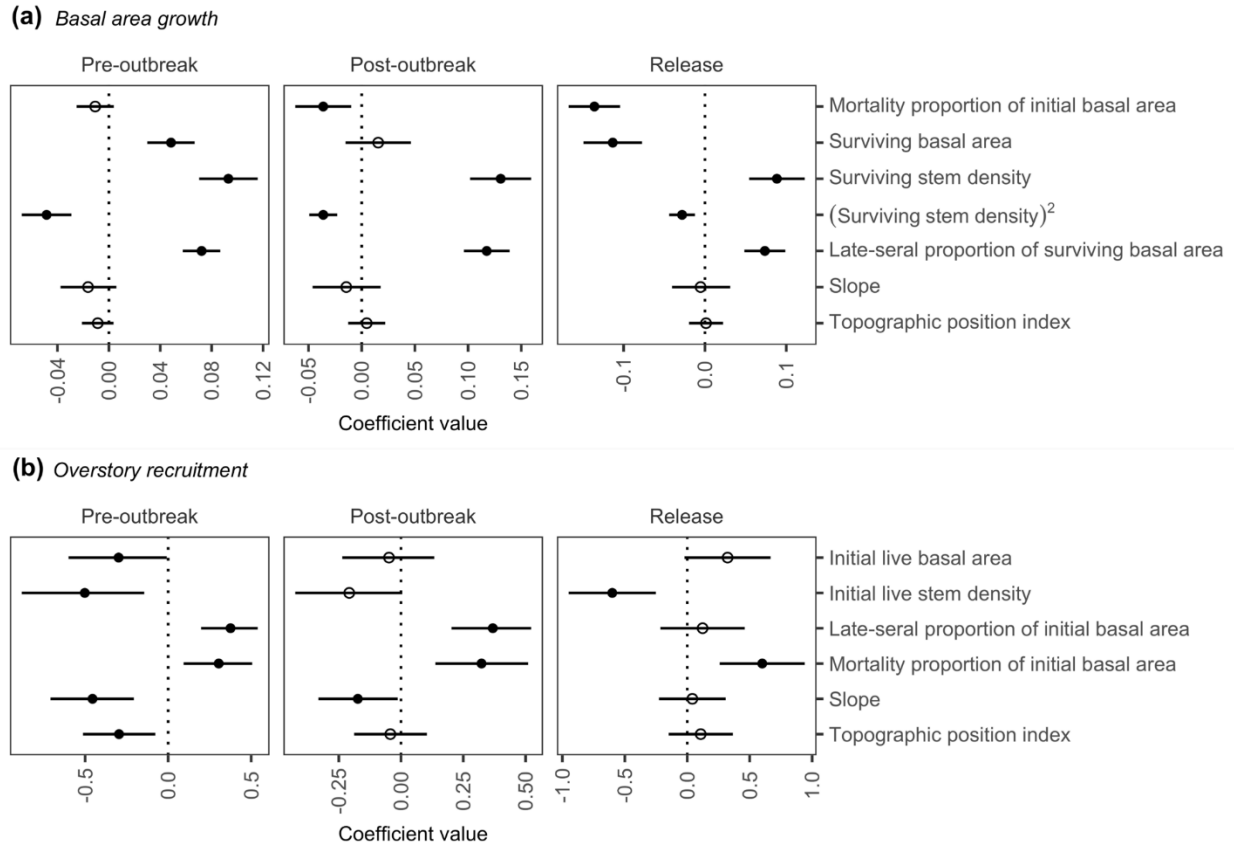 (a) Basal area growth
Pre-outbreak Post-outbreak Release
Mortality proportion of initial basal area
Surviving basal area
Surviving stem density
(Surviving stem density)²
Late-seral proportion of surviving basal area
Slope
Topographic position index
-0.04 0.00 0.04 0.08 0.12 -0.05 0.00 0.05 0.10 0.15 -0.1 0.0 0.1
Coefficient value
(b) Overstory recruitment
Pre-outbreak Post-outbreak Release
Initial live basal area
Initial live stem density
Late-seral proportion of initial basal area
Mortality proportion of initial basal area
Slope
Topographic position index
-0.5 0.0 0.5 -0.25 0.00 0.25 0.50 -1.0 -0.5 0.0 0.5 1.0
Coefficient value